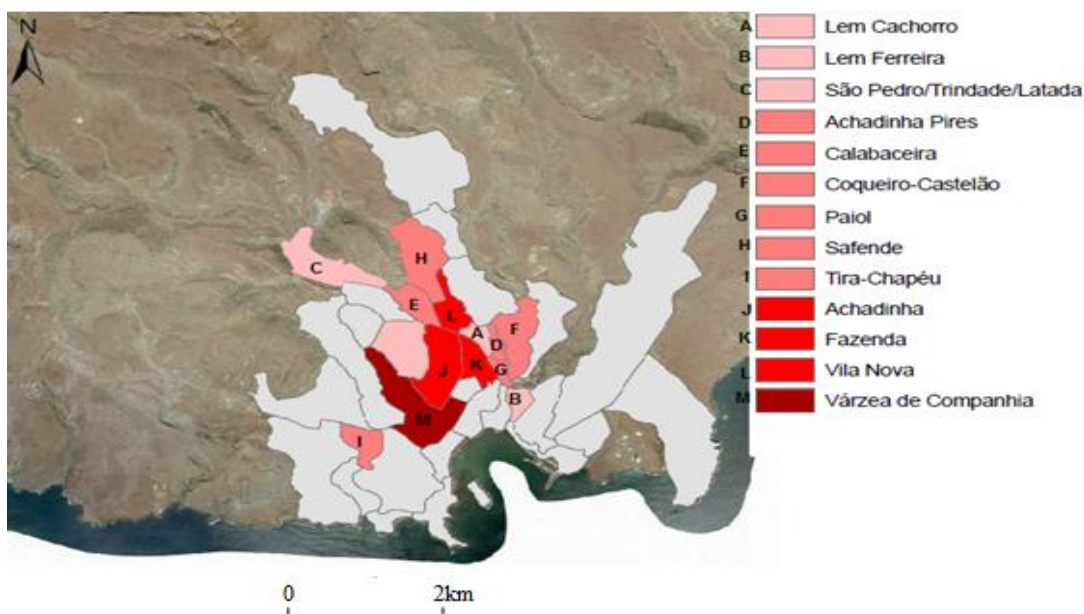 N
A Lem Cachorro
B Lem Ferreira
C São Pedro/Trindade/Latada
D Achadinha Pires
E Calabaceira
F Coqueiro-Castelão
G Paiol
H Safende
I Tira-Chapéu
J Achadinha
K Fazenda
L Vila Nova
M Várzea de Companhia
H
C
E
L
F
A
D
J
K
G
B
M
I
0 2km